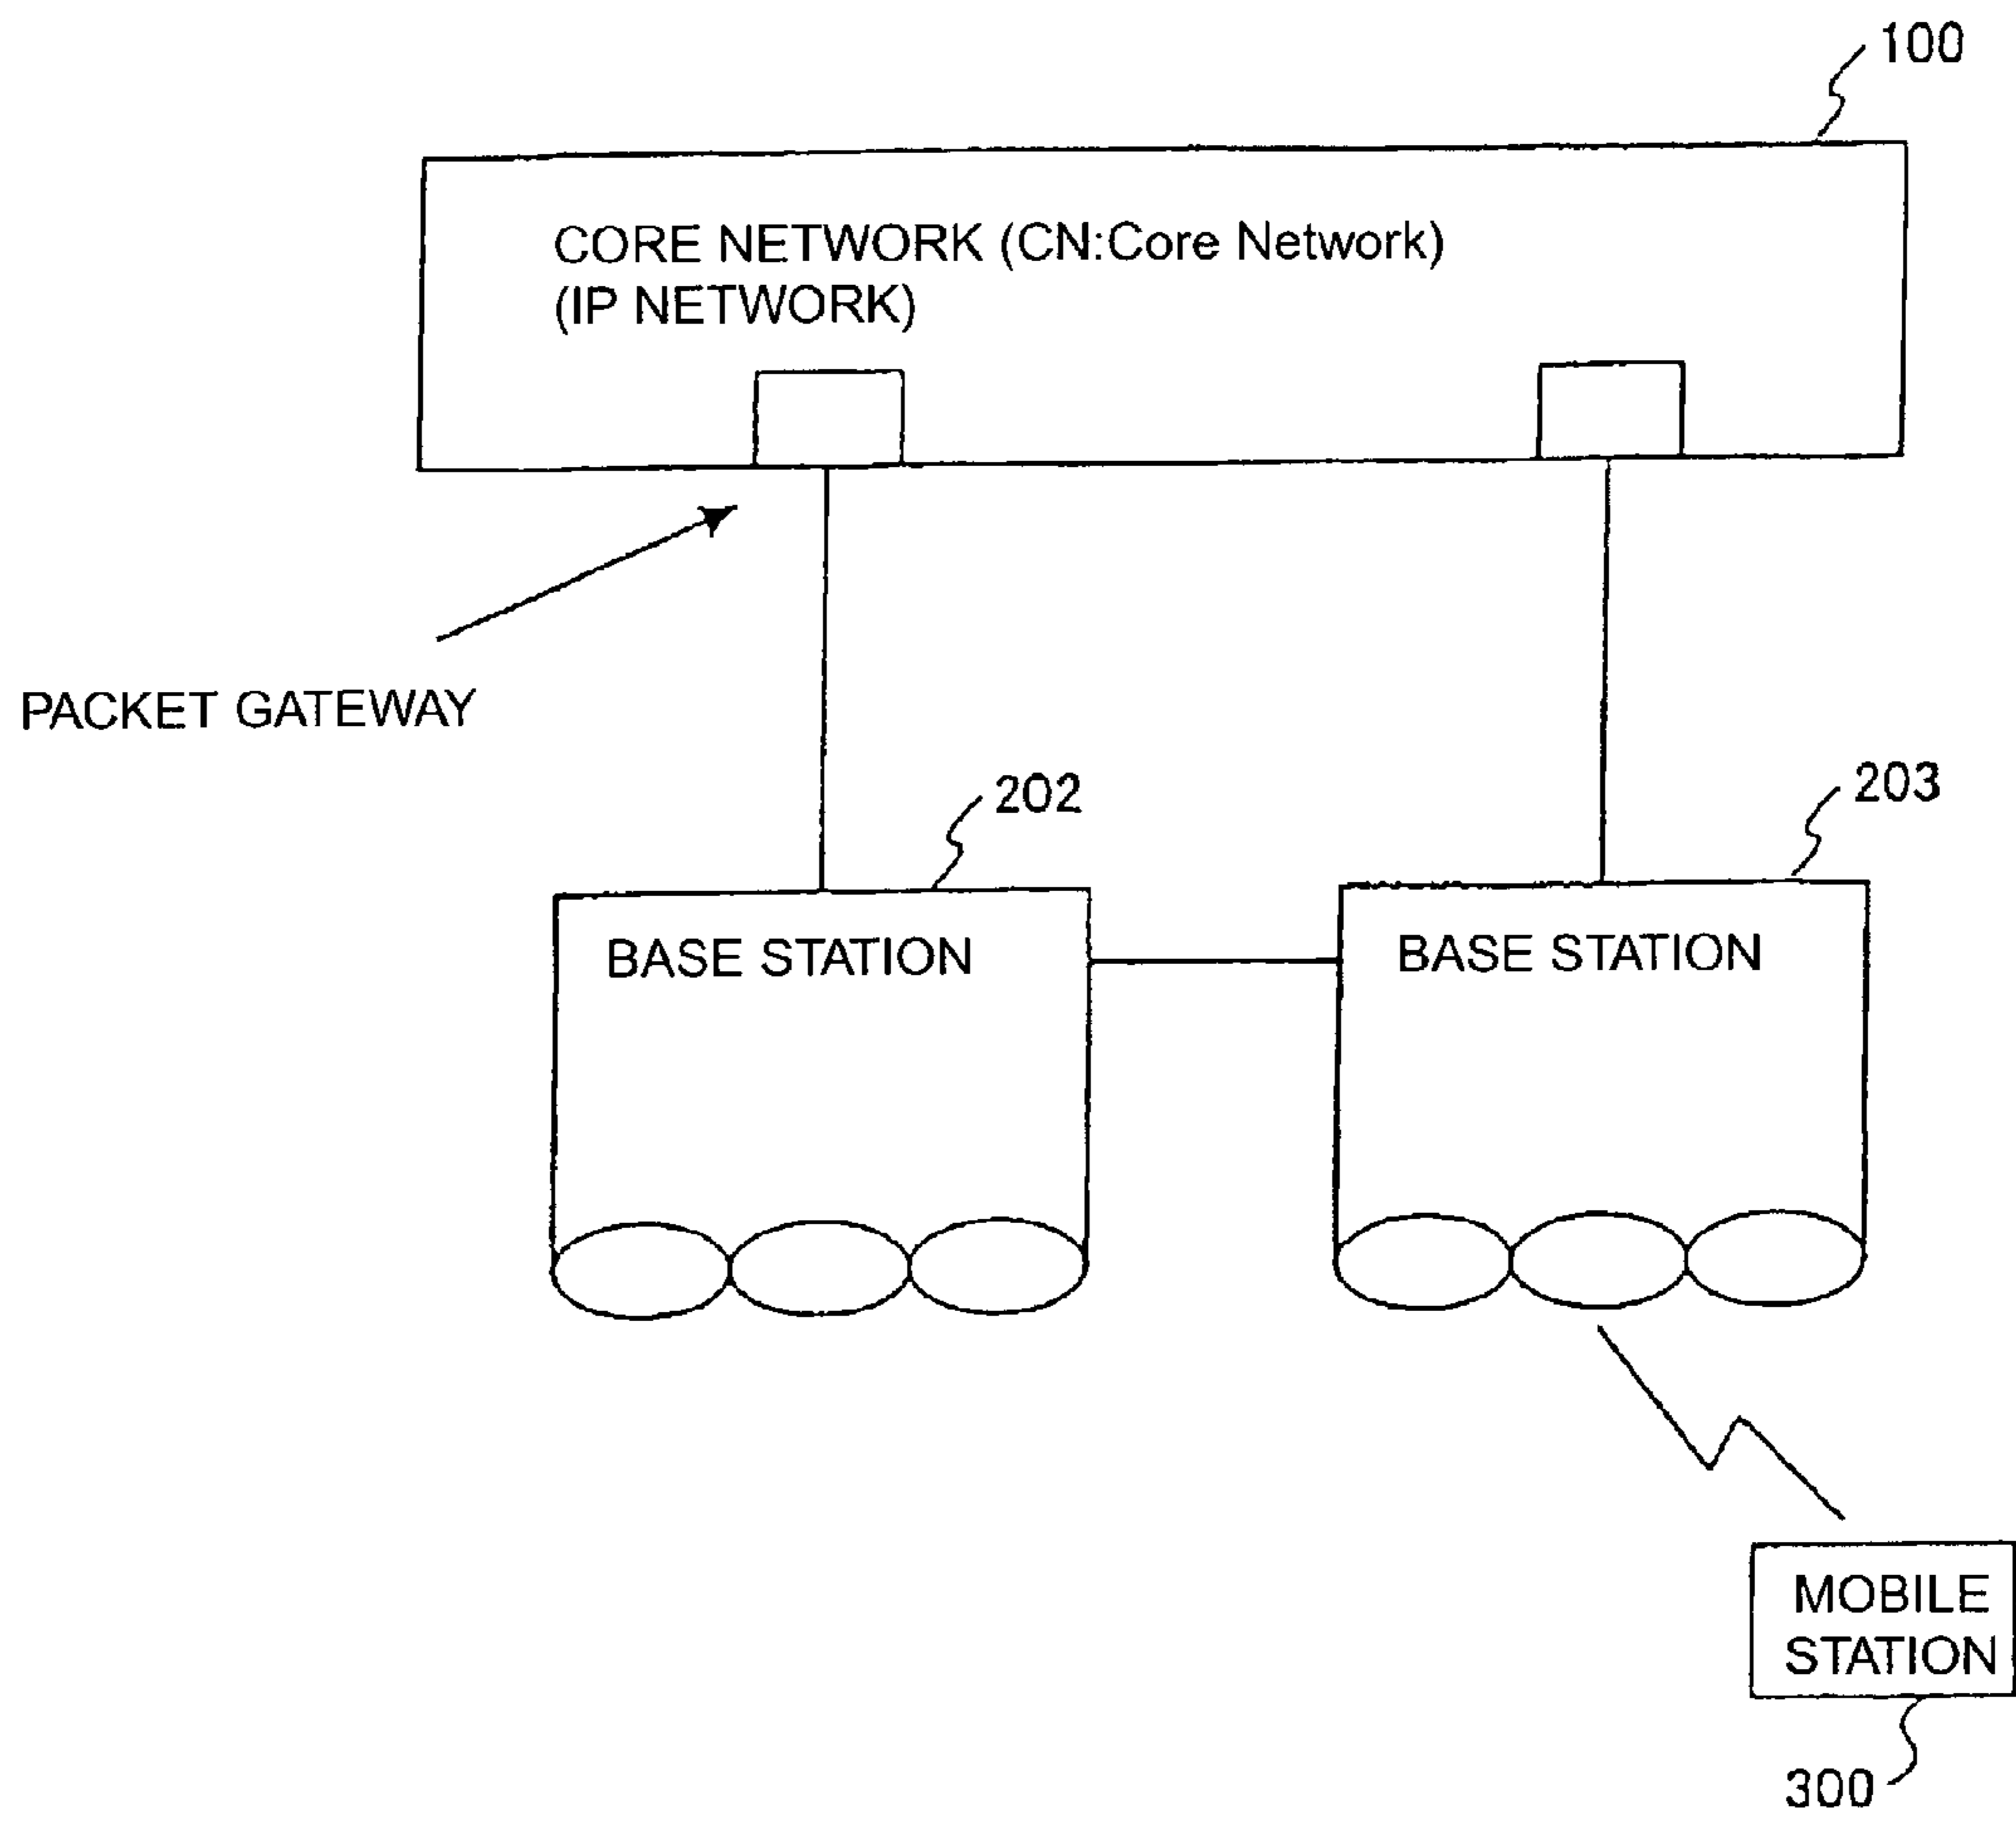 100
CORE NETWORK (CN:Core Network)
(IP NETWORK)
PACKET GATEWAY
202
203
BASE STATION
BASE STATION
MOBILE
STATION
300